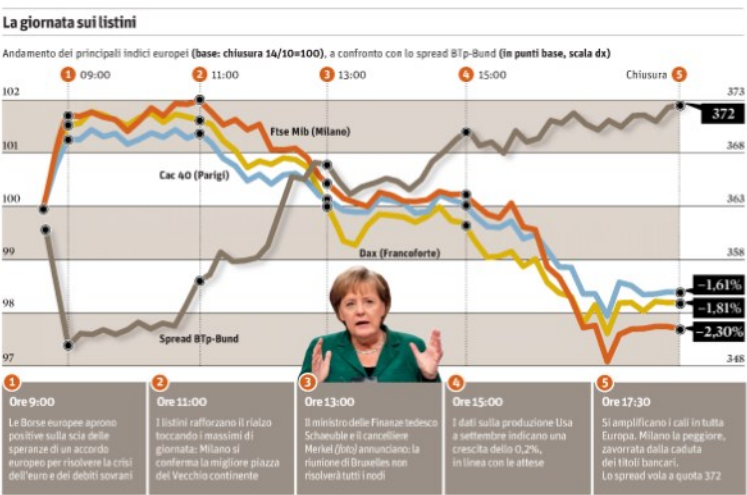 La giornata sui listini
Andamento dei principali indici europei (base: chiusura 14/10=100), a confronto con lo spread BTp-Bund (in punti base, scala dx)
1 09:00
2 11:00
3 13:00
4 15:00
Chiusura 5
102
101
100
99
98
97
373
368
363
358
348
Ftse Mib (Milano)
Cac 40 (Parigi)
Dax (Francoforte)
Spread BTp-Bund
372
-1,61%
-1,81%
-2,30%
1
Ore 9:00
Le Borse europee aprono
positive sulla scia delle
speranze di un accordo
europeo per risolvere la crisi
dell'euro e dei debiti sovrani
2
Ore 11:00
I listini rafforzano il rialzo
toccando i massimi di
giornata: Milano si
conferma la migliore piazza
del Vecchio continente
3
Ore 13:00
Il ministro delle Finanze tedesco
Schaeuble e il cancelliere
Merkel (foto) annunciano: la
riunione di Bruxelles non
risolverà tutti i nodi
4
Ore 15:00
I dati sulla produzione Usa
a settembre indicano una
crescita dello 0,2%,
in linea con le attese
5
Ore 17:30
Si amplificano i cali in tutta
Europa. Milano la peggiore,
zavorrata dalla caduta
dei titoli bancari.
Lo spread vola a quota 372